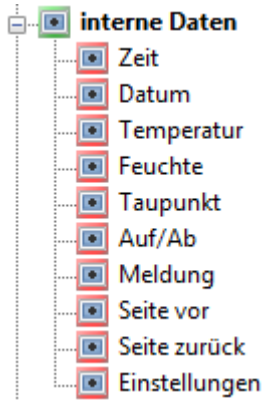 interne Daten
Zeit
Datum
Temperatur
Feuchte
Taupunkt
Auf/Ab
Meldung
Seite vor
Seite zurück
Einstellungen